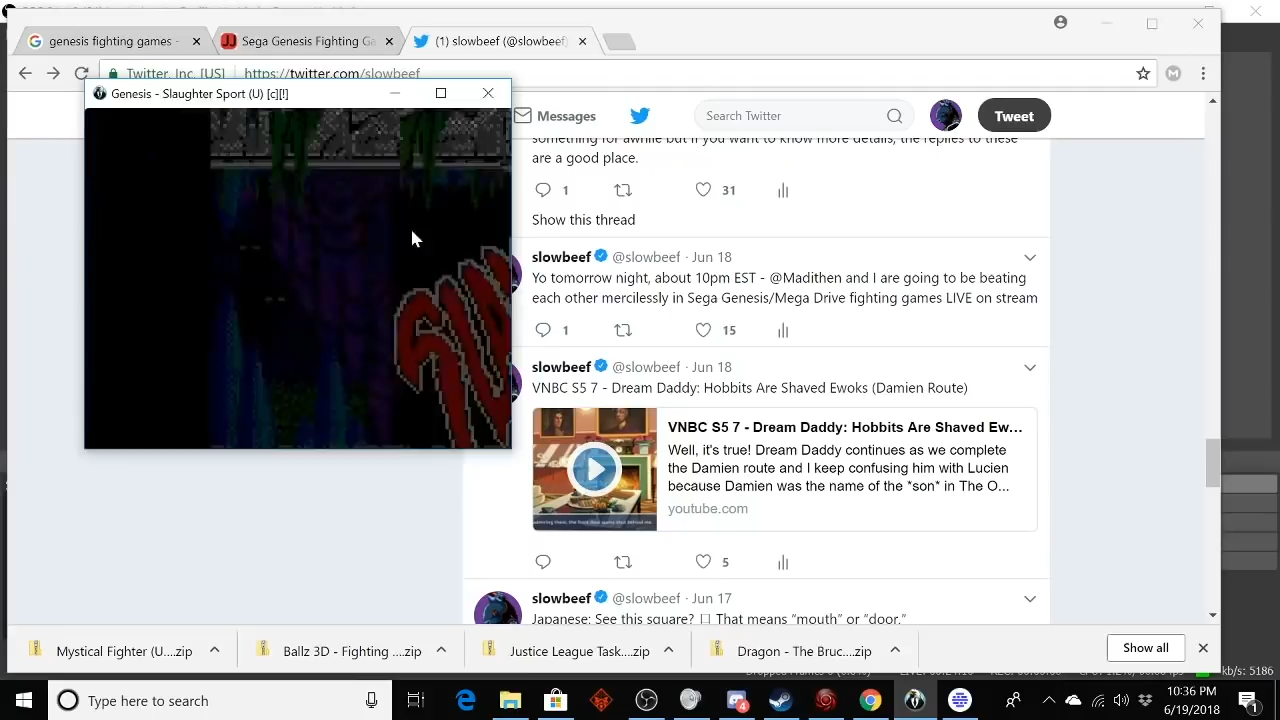 genesis fighting games -
Sega Genesis Fighting Ga
(1) slowbeef (@slowbeef)
Twitter, Inc. [US]
https://twitter.com/slowbeef
Genesis - Slaughter Sport (U) [c][!]
Messages
Search Twitter
Tweet
something for awhile but if you want to know more details, the replies to these
are a good place.
1
31
Show this thread
slowbeef @slowbeef · Jun 18
Yo tomorrow night, about 10pm EST - @Madithen and I are going to be beating
each other mercilessly in Sega Genesis/Mega Drive fighting games LIVE on stream
1
15
slowbeef @slowbeef · Jun 18
VNBC S5 7 - Dream Daddy: Hobbits Are Shaved Ewoks (Damien Route)
VNBC S5 7 - Dream Daddy: Hobbits Are Shaved Ew...
Well, it's true! Dream Daddy continues as we complete
the Damien route and I keep confusing him with Lucien
because Damien was the name of the *son* in The O...
youtube.com
5
slowbeef @slowbeef · Jun 17
Japanese: See this square? 口 That means "mouth" or "door."
Mystical Fighter (U....zip
Ballz 3D - Fighting ....zip
Justice League Task....zip
Dragon - The Bruc....zip
Show all
kb/s: 5186
Type here to search
4
10:36 PM
6/19/2018
1